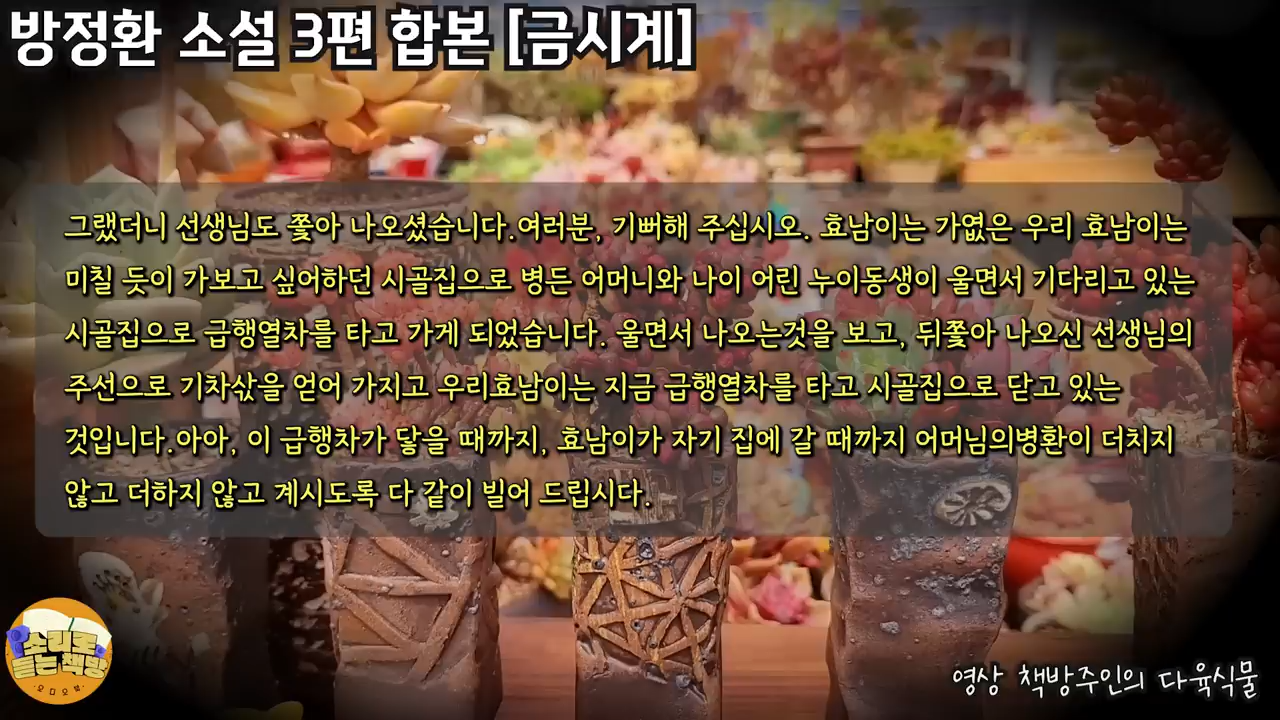 방정환 소설 3편 합본 [금시계]
그랬더니 선생님도 쫓아 나오셨습니다.여러분, 기뻐해 주십시오. 효남이는 가엾은 우리 효남이는
미칠 듯이 가보고 싶어하던 시골집으로 병든 어머니와 나이 어린 누이동생이 울면서 기다리고 있는
시골집으로 급행열차를 타고 가게 되었습니다. 울면서 나오는것을 보고, 뒤쫓아 나오신 선생님의
주선으로 기차삯을 얻어 가지고 우리효남이는 지금 급행열차를 타고 시골집으로 닫고 있는
것입니다.아아, 이 급행차가 닿을 때까지, 효남이가 자기 집에 갈 때까지 어머님의병환이 더치지
않고 더하지 않고 계시도록 다 같이 빌어 드립시다.
소리로
듣는 책방
·오디오북·
영상 책방주인의 다육식물